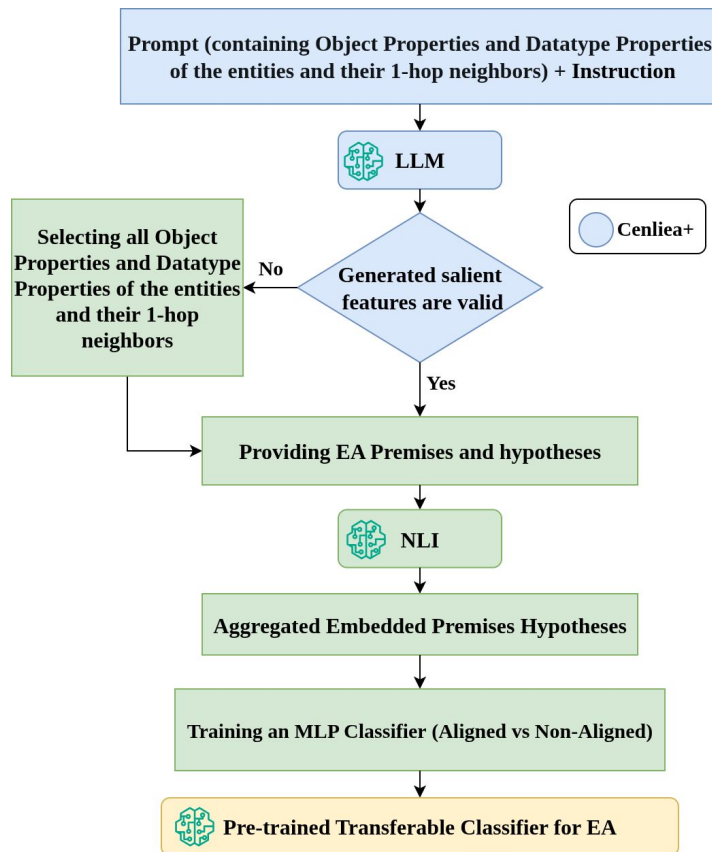 Prompt (containing Object Properties and Datatype Properties
of the entities and their 1-hop neighbors) + Instruction
LLM
Selecting all Object
Properties and Datatype
Properties of the entities
and their 1-hop
neighbors
No
Generated salient
features are valid
Cenliea+
Yes
Providing EA Premises and hypotheses
NLI
Aggregated Embedded Premises Hypotheses
Training an MLP Classifier (Aligned vs Non-Aligned)
Pre-trained Transferable Classifier for EA